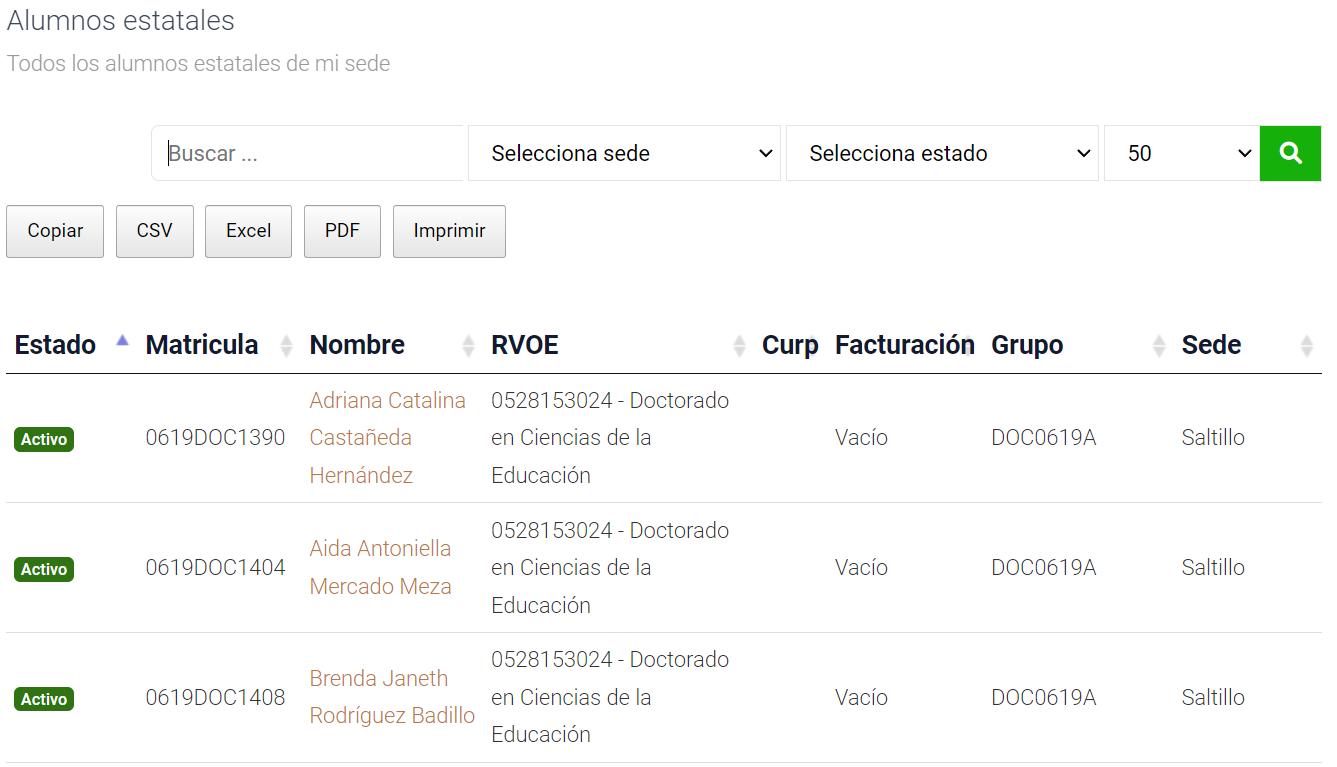 Alumnos estatales
Todos los alumnos estatales de mi sede
Buscar ... Selecciona sede Selecciona estado 50
Copiar CSV Excel PDF Imprimir
Estado Matricula Nombre RVOE Curp Facturación Grupo Sede
Activo 0619DOC1390 Adriana Catalina Castañeda Hernández 0528153024 - Doctorado en Ciencias de la Educación Vacío DOC0619A Saltillo
Activo 0619DOC1404 Aida Antoniella Mercado Meza 0528153024 - Doctorado en Ciencias de la Educación Vacío DOC0619A Saltillo
Activo 0619DOC1408 Brenda Janeth Rodríguez Badillo 0528153024 - Doctorado en Ciencias de la Educación Vacío DOC0619A Saltillo